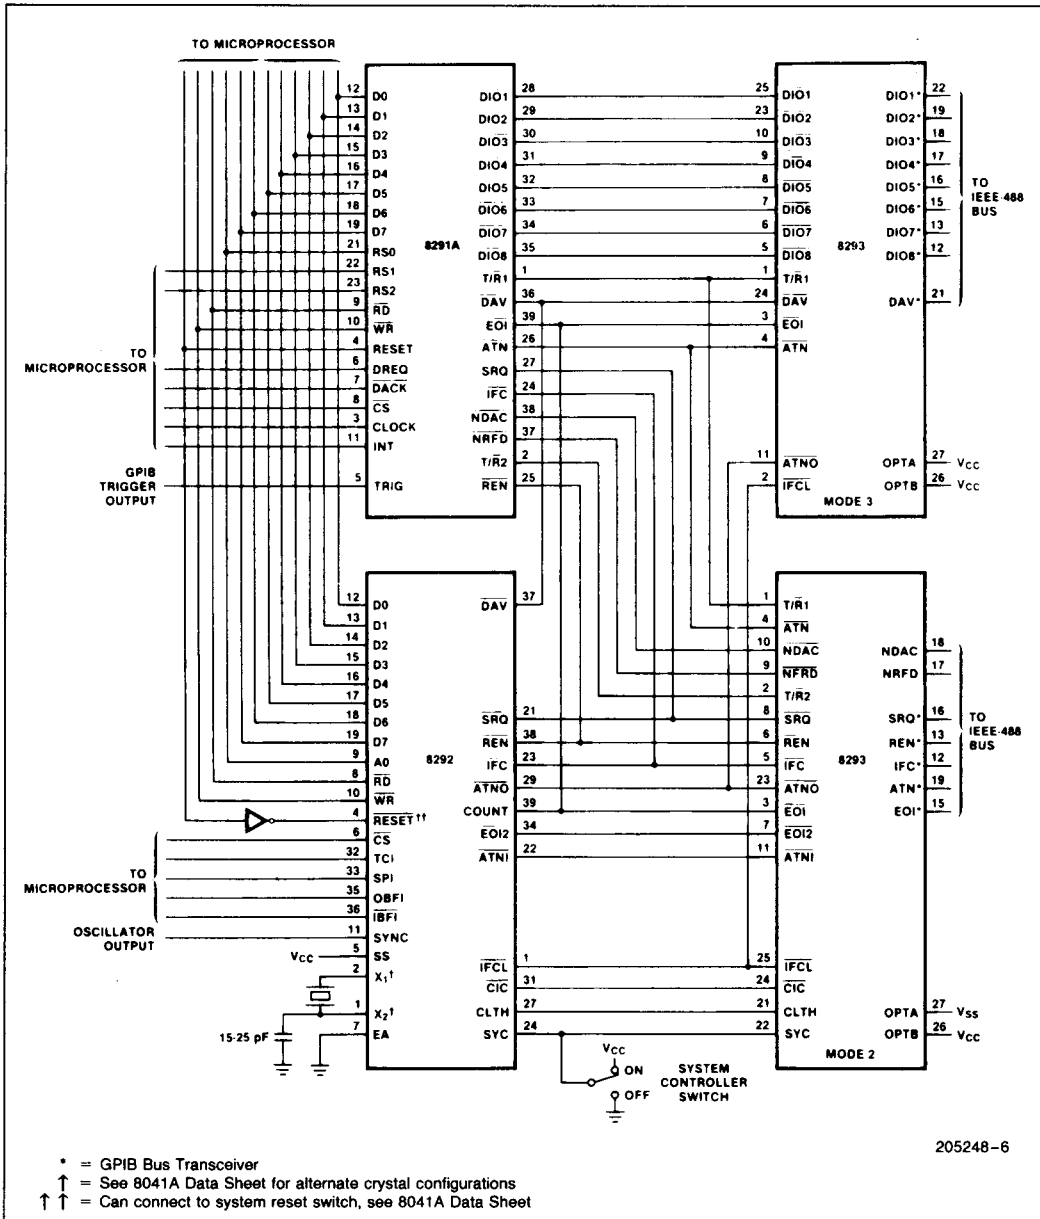 TO MICROPROCESSOR
12 D0
13 D1
14 D2
15 D3
16 D4
17 D5
18 D6
19 D7
21 RS0
22 RS1
23 RS2
9 RD
10 WR
4 RESET
6 DREQ
7 DACK
8 CS
3 CLOCK
11 INT
5 TRIG
TO
MICROPROCESSOR
GPIB
TRIGGER
OUTPUT
8291A
DIO1 28
DIO2 29
DIO3 30
DIO4 31
DIO5 32
DIO6 33
DIO7 34
DIO8 35
T/R1 1
DAV 36
EOI 39
ATN 26
SRQ 27
IFC 24
NDAC 38
NRFD 37
T/R2 2
REN 25
25 DIO1
23 DIO2
10 DIO3
9 DIO4
8 DIO5
7 DIO6
6 DIO7
5 DIO8
1 T/R1
24 DAV
3 EOI
4 ATN
11 ATNO
2 IFCL
8293
MODE 3
DIO1* 22
DIO2* 19
DIO3* 18
DIO4* 17
DIO5* 16
DIO6* 15
DIO7* 13
DIO8* 12
DAV* 21
OPTA 27 VCC
OPTB 26 VCC
TO
IEEE-488
BUS
12 D0
13 D1
14 D2
15 D3
16 D4
17 D5
18 D6
19 D7
9 A0
8 RD
10 WR
4 RESET††
6 CS
32 TCI
33 SPI
35 OBFI
36 IBFI
11 SYNC
VCC 5 SS
2 X1†
1 X2†
7 EA
TO
MICROPROCESSOR
OSCILLATOR
OUTPUT
15-25 pF
8292
DAV 37
SRQ 21
REN 38
IFC 23
ATNO 29
COUNT 39
EOI2 34
ATNI 22
IFCL 1
CIC 31
CLTH 27
SYC 24
VCC
ON
OFF
SYSTEM
CONTROLLER
SWITCH
1 T/R1
4 ATN
10 NDAC
9 NFRD
2 T/R2
8 SRQ
6 REN
5 IFC
23 ATNO
3 EOI
7 EOI2
11 ATNI
25 IFCL
24 CIC
21 CLTH
22 SYC
8293
MODE 2
NDAC 18
NRFD 17
SRQ* 16
REN* 13
IFC* 12
ATN* 19
EOI* 15
OPTA 27 VSS
OPTB 26 VCC
TO
IEEE-488
BUS
205248-6
* = GPIB Bus Transceiver
↑ = See 8041A Data Sheet for alternate crystal configurations
↑ ↑ = Can connect to system reset switch, see 8041A Data Sheet